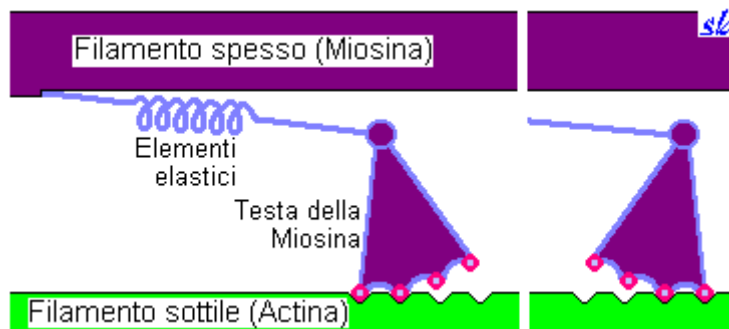 Filamento spesso (Miosina)
Elementi
elastici
Testa della
Miosina
Filamento sottile (Actina)